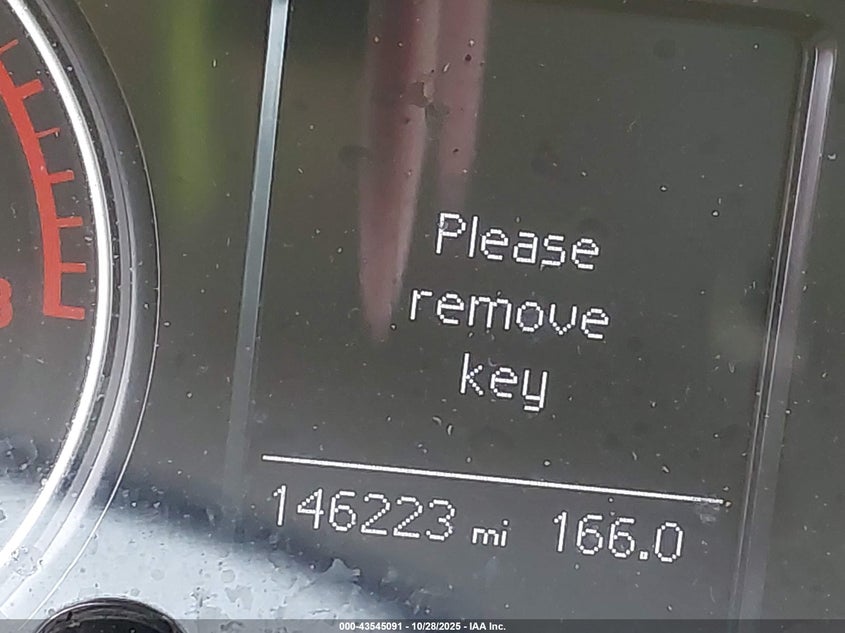 Please
remove
key
146223 mi 166.0
000-43545091 - 10/28/2025 - IAA Inc.